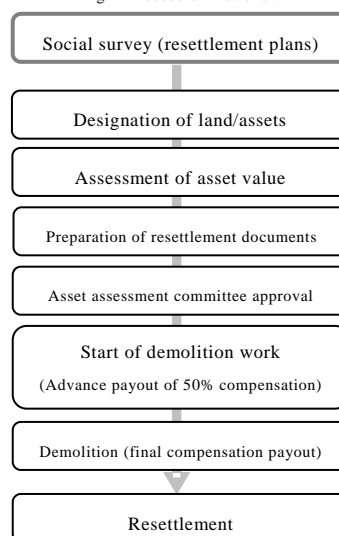 Social survey (resettlement plans)
Designation of land/assets
Assessment of asset value
Preparation of resettlement documents
Asset assessment committee approval
Start of demolition work
(Advance payout of 50% compensation)
Demolition (final compensation payout)
Resettlement